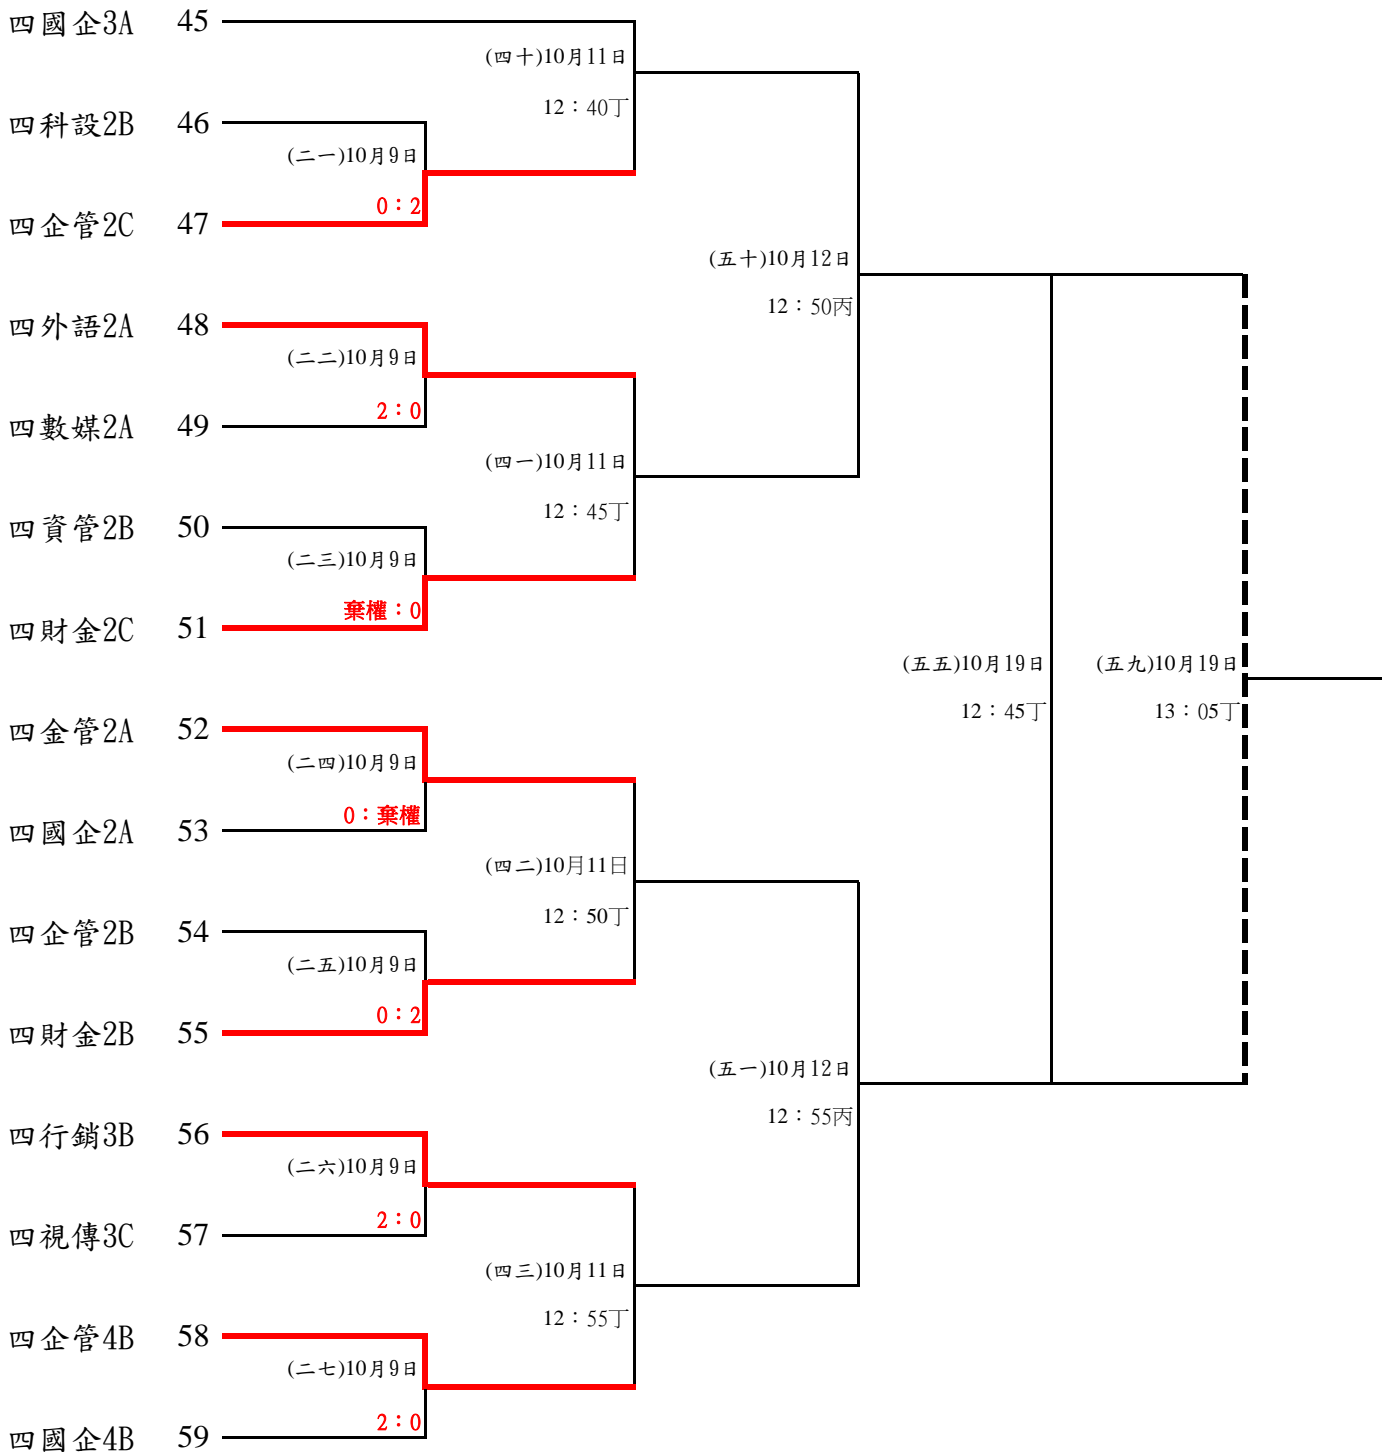 四國企3A 45
(四十)10月11日
12：40丁
四科設2B 46
(二一)10月9日
0：2
四企管2C 47
(五十)10月12日
12：50丙
四外語2A 48
(二二)10月9日
2：0
四數媒2A 49
(四一)10月11日
12：45丁
四資管2B 50
(二三)10月9日
棄權：0
四財金2C 51
(五五)10月19日
12：45丁
(五九)10月19日
13：05丁
四金管2A 52
(二四)10月9日
0：棄權
四國企2A 53
(四二)10月11日
12：50丁
四企管2B 54
(二五)10月9日
0：2
四財金2B 55
(五一)10月12日
12：55丙
四行銷3B 56
(二六)10月9日
2：0
四視傳3C 57
(四三)10月11日
12：55丁
四企管4B 58
(二七)10月9日
2：0
四國企4B 59